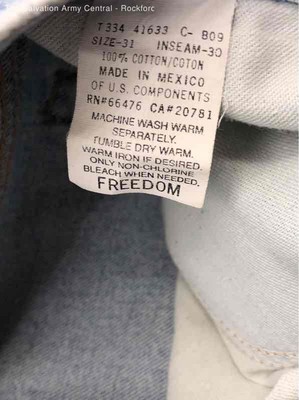 alvation Army Central - Rockforc
T334 41633 C- B09
SIZE-31 INSEAM-30
100% COTTON/COTON
MADE IN MEXICO
OF U.S. COMPONENTS
RN#66476 CA#20781
MACHINE WASH WARM
SEPARATELY.
TUMBLE DRY WARM.
WARM IRON IF DESIRED.
ONLY NON-CHLORINE
BLEACH WHEN NEEDED.
FREEDOM